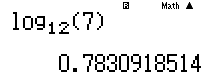 R Math ▲
log₁₂(7)
0.7830918514